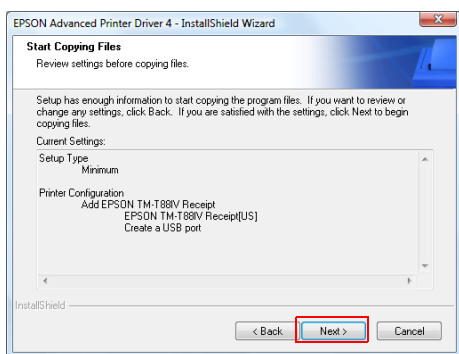 EPSON Advanced Printer Driver 4 - InstallShield Wizard
Start Copying Files
Review settings before copying files.
Setup has enough information to start copying the program files. If you want to review or
change any settings, click Back. If you are satisfied with the settings, click Next to begin
copying files.
Current Settings:
Setup Type
Minimum
Printer Configuration
Add EPSON TM-T88IV Receipt
EPSON TM-T88IV Receipt[US]
Create a USB port
InstallShield
< Back
Next >
Cancel